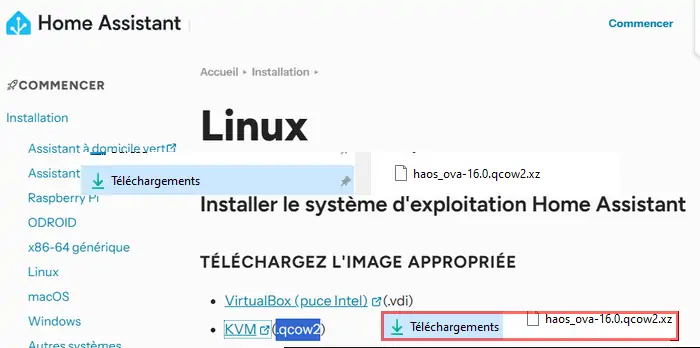 Home Assistant
Commencer
Accueil ▸ Installation ▸
COMMENCER
Installation
Linux
Assistant à domicile vert
Assistant
Téléchargements
haos_ova-16.0.qcow2.xz
Raspberry Pi
Installer le système d'exploitation Home Assistant
ODROID
x86-64 générique
TÉLÉCHARGEZ L'IMAGE APPROPRIÉE
Linux
macOS
• VirtualBox (puce Intel) (.vdi)
Windows
• KVM (.qcow2)
Téléchargements
haos_ova-16.0.qcow2.xz
Autres systèmes